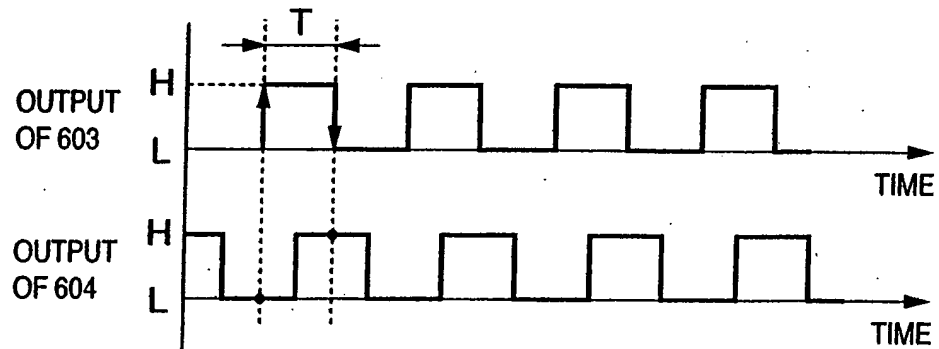 T
H
OUTPUT
OF 603
L
TIME
H
OUTPUT
OF 604
L
TIME